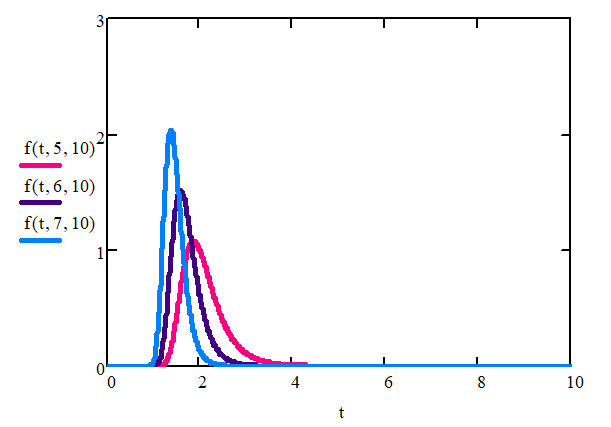 3
2
1
0
f(t, 5, 10)
f(t, 6, 10)
f(t, 7, 10)
0 2 4 6 8 10
t